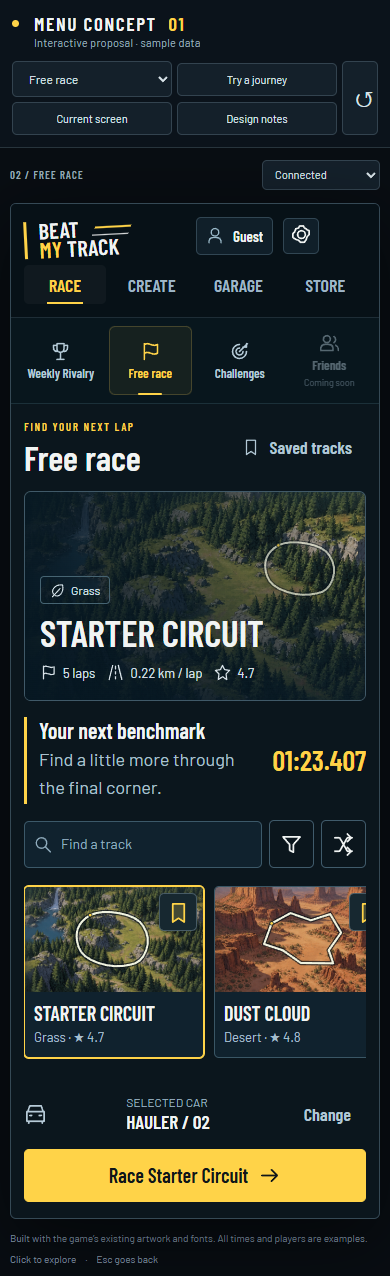 MENU CONCEPT 01
Interactive proposal · sample data
Free race
Try a journey
Current screen
Design notes
02 / FREE RACE
Connected
BEAT
MY TRACK
Guest
RACE
CREATE
GARAGE
STORE
Weekly Rivalry
Free race
Challenges
Friends
Coming soon
FIND YOUR NEXT LAP
Free race
Saved tracks
Grass
STARTER CIRCUIT
5 laps
0.22 km / lap
4.7
Your next benchmark
Find a little more through
the final corner.
01:23.407
Find a track
STARTER CIRCUIT
Grass · ★ 4.7
DUST CLOUD
Desert · ★ 4.8
SELECTED CAR
HAULER / 02
Change
Race Starter Circuit →
Built with the game's existing artwork and fonts. All times and players are examples.
Click to explore · Esc goes back